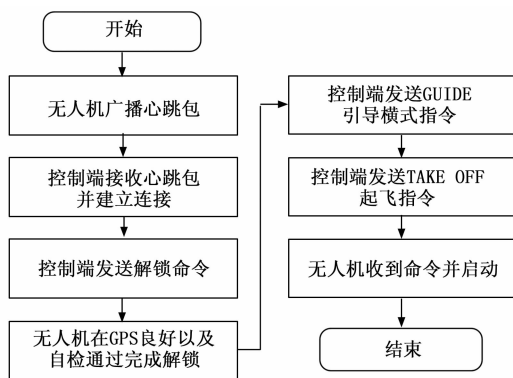 开始
无人机广播心跳包
控制端接收心跳包
并建立连接
控制端发送解锁命令
无人机在GPS良好以及
自检通过完成解锁
控制端发送GUIDE
引导横式指令
控制端发送TAKE OFF
起飞指令
无人机收到命令并启动
结束